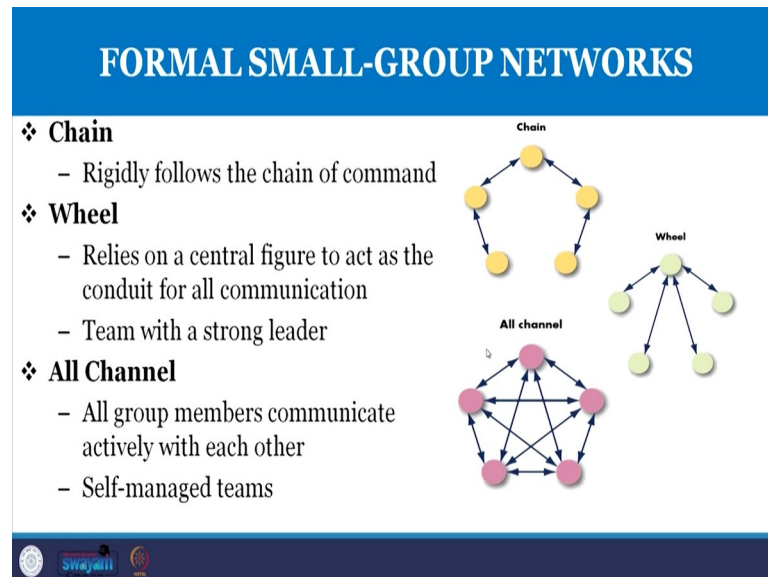 FORMAL SMALL-GROUP NETWORKS
❖ Chain
– Rigidly follows the chain of command
❖ Wheel
– Relies on a central figure to act as the
conduit for all communication
– Team with a strong leader
❖ All Channel
– All group members communicate
actively with each other
– Self-managed teams
Chain
Wheel
All channel
swayam